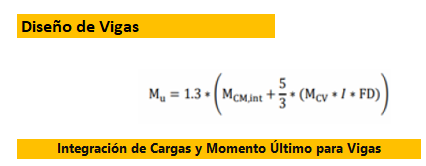 Diseño de Vigas
M_u = 1.3 * (M_CM,int + 5/3 * (M_CV * I * FD))
Integración de Cargas y Momento Último para Vigas